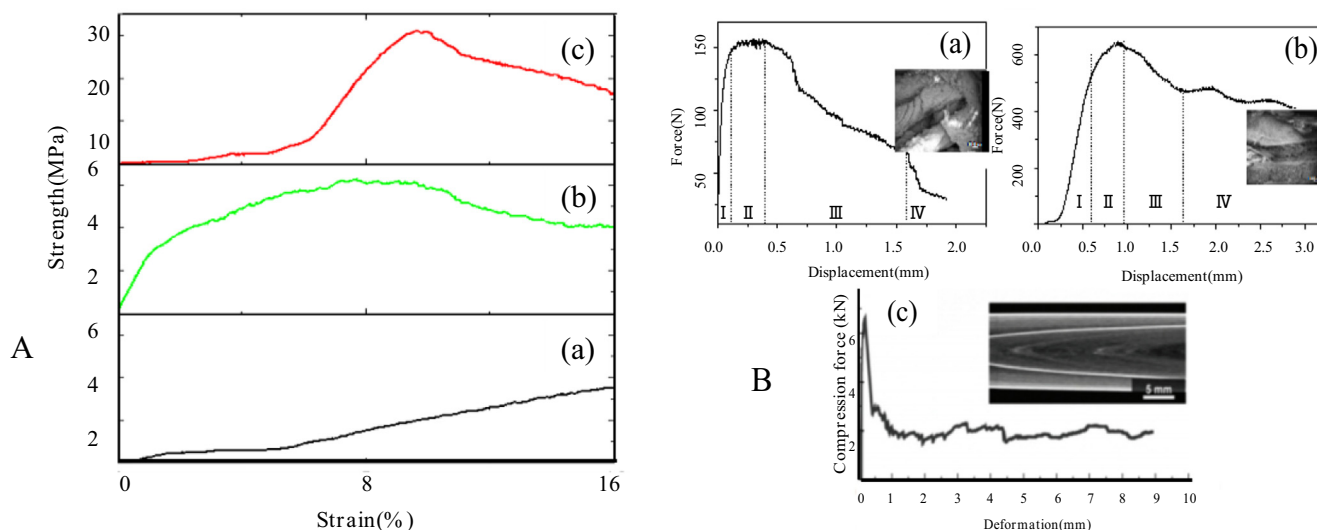 A
Strength(MPa)
30
(c)
20
10
6
(b)
4
2
6
(a)
4
2
0 8 16
Strain(%)
(a)
Force(N)
150
100
50
I II III IV
0.0 0.5 1.0 1.5 2.0
Displacement(mm)
(b)
Force(N)
600
400
200
I II III IV
0.0 0.5 1.0 1.5 2.0 2.5 3.0
Displacement(mm)
B
(c)
Compression force (kN)
6
4
2
0 1 2 3 4 5 6 7 8 9 10
5 mm
Deformation(mm)